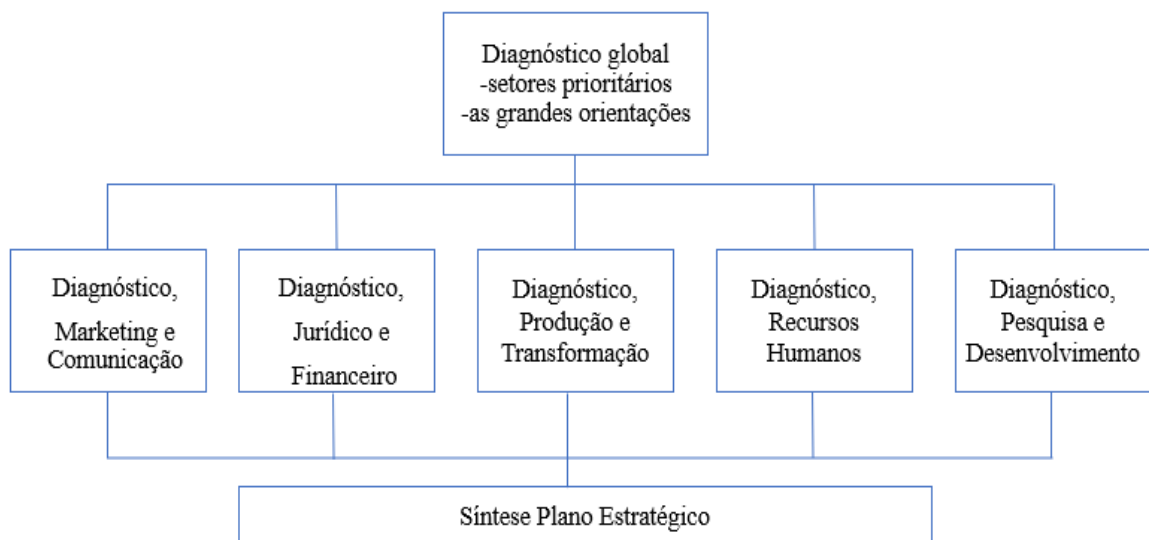 Diagnóstico global
-setores prioritários
-as grandes orientações
Diagnóstico,
Marketing e
Comunicação
Diagnóstico,
Jurídico e
Financeiro
Diagnóstico,
Produção e
Transformação
Diagnóstico,
Recursos
Humanos
Diagnóstico,
Pesquisa e
Desenvolvimento
Síntese Plano Estratégico